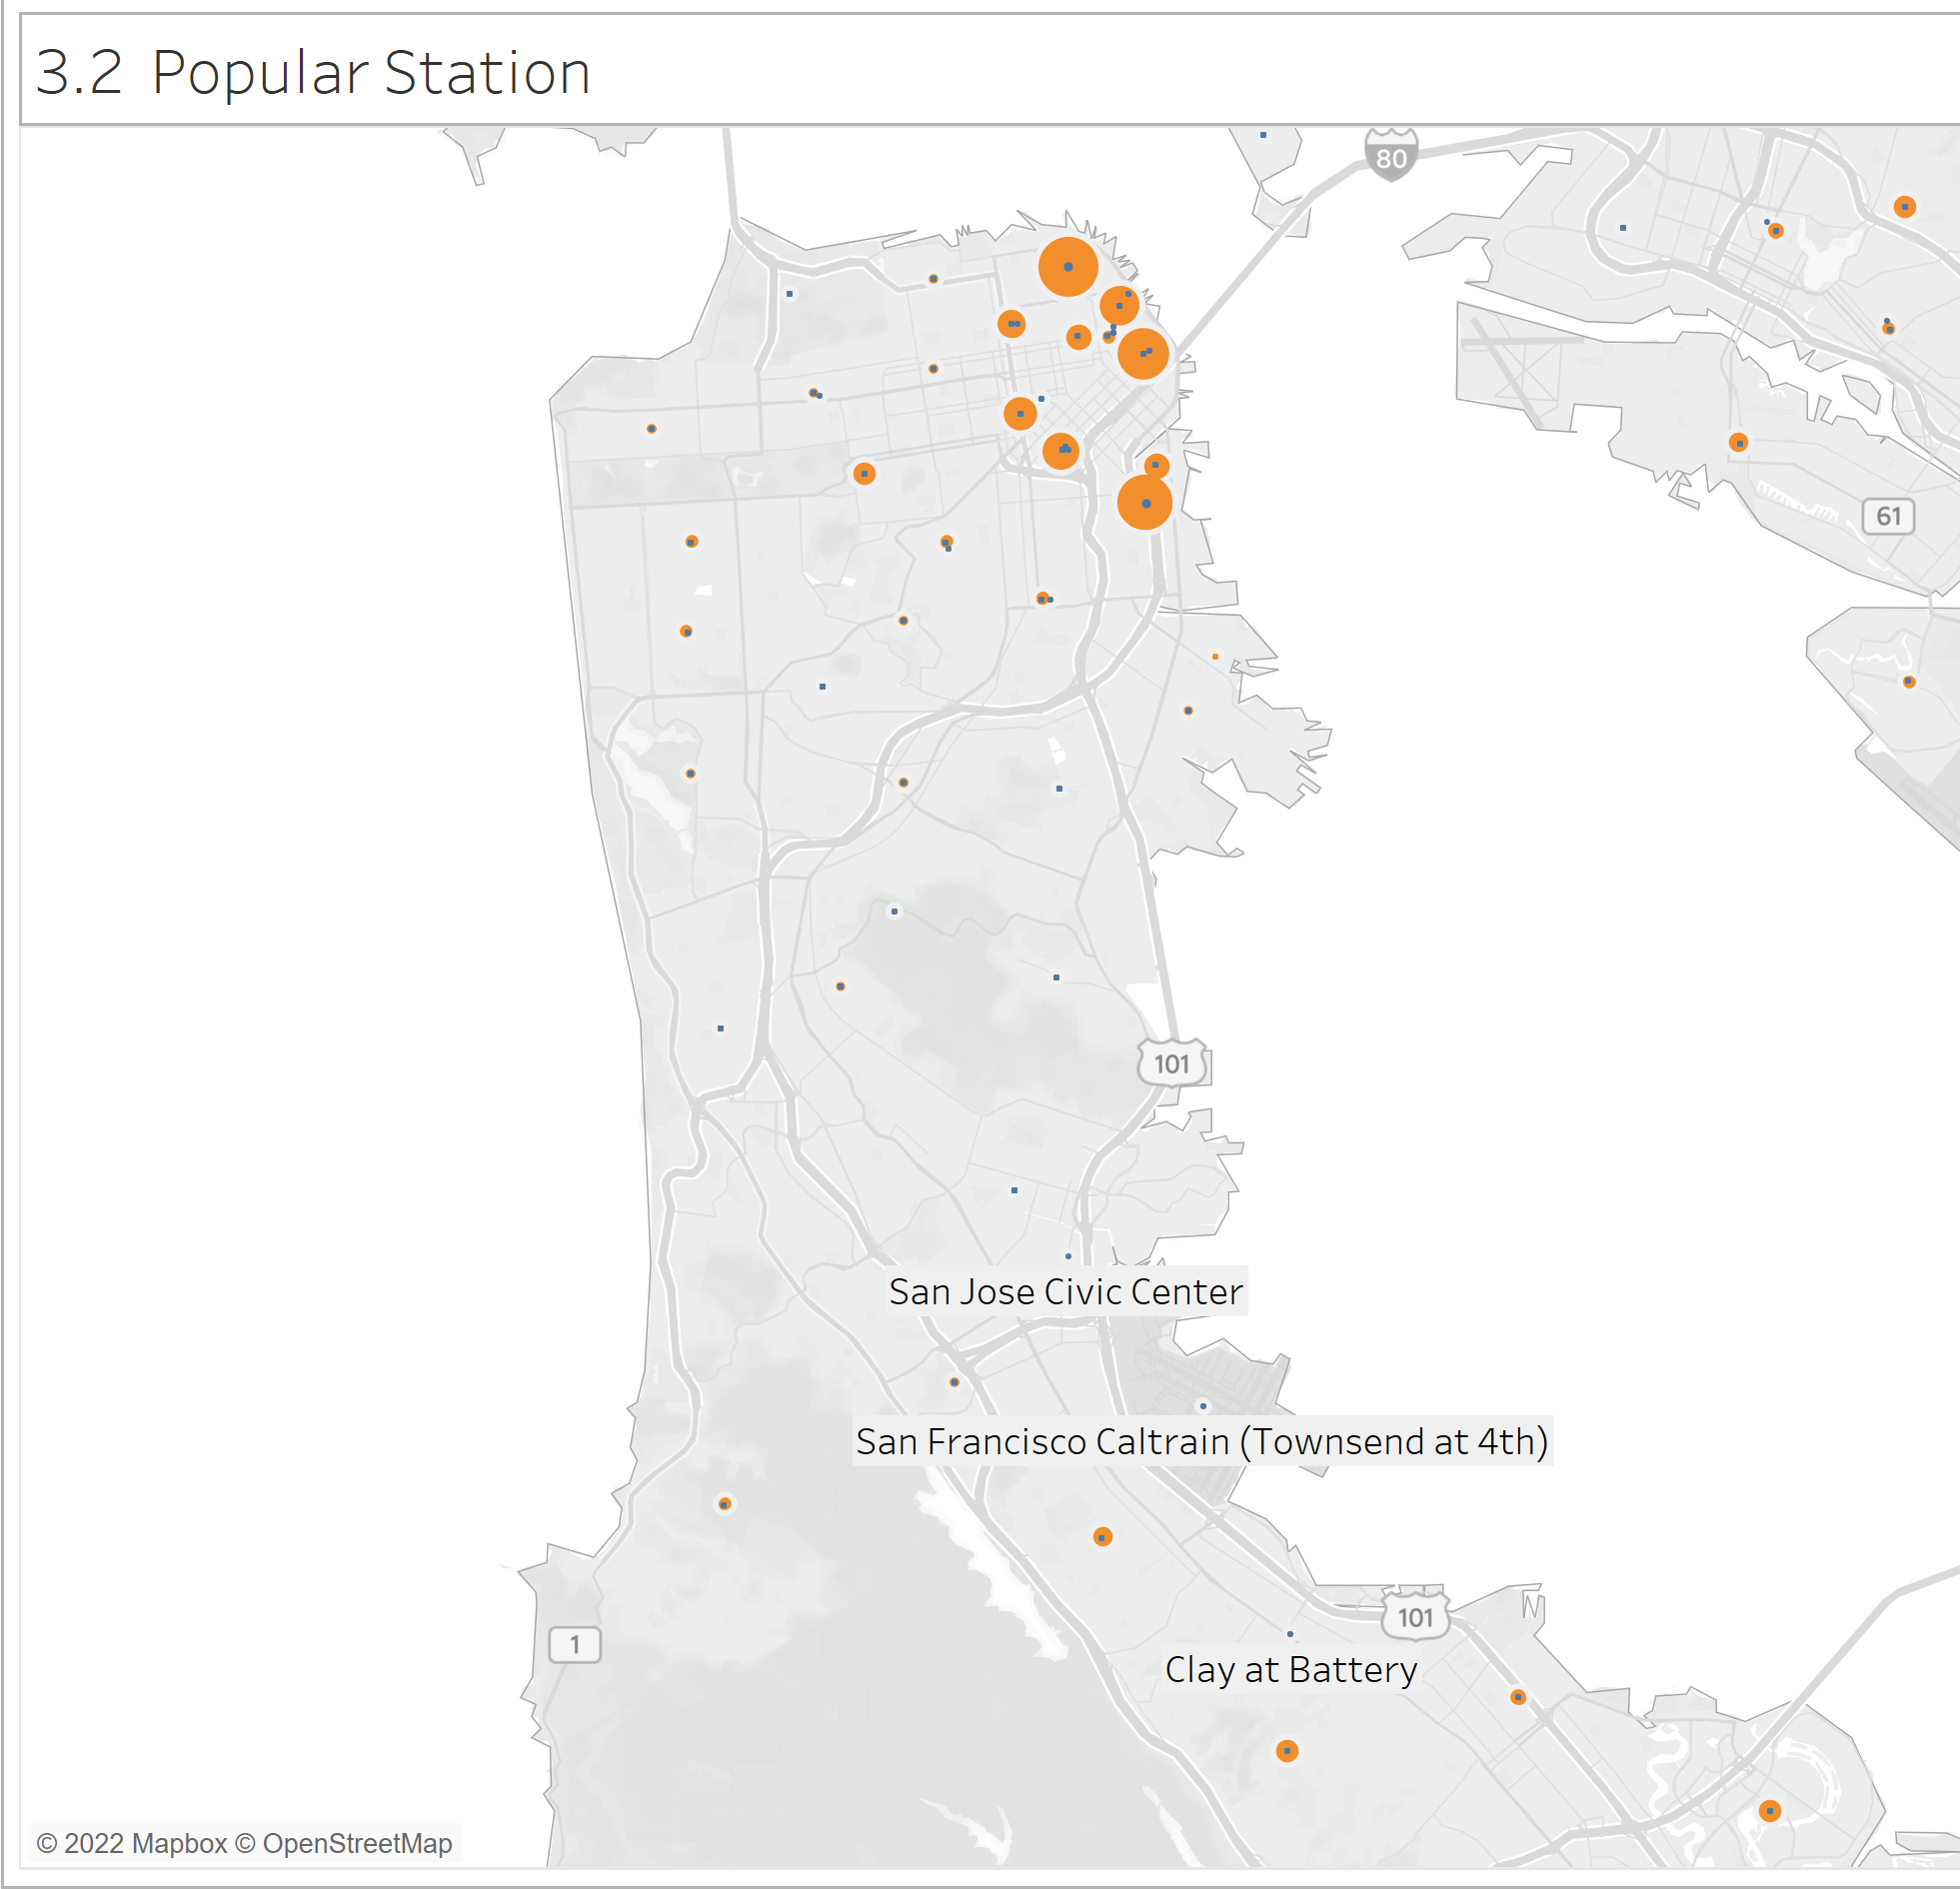 3.2 Popular Station
80
61
101
San Jose Civic Center
San Francisco Caltrain (Townsend at 4th)
101
1
Clay at Battery
© 2022 Mapbox © OpenStreetMap